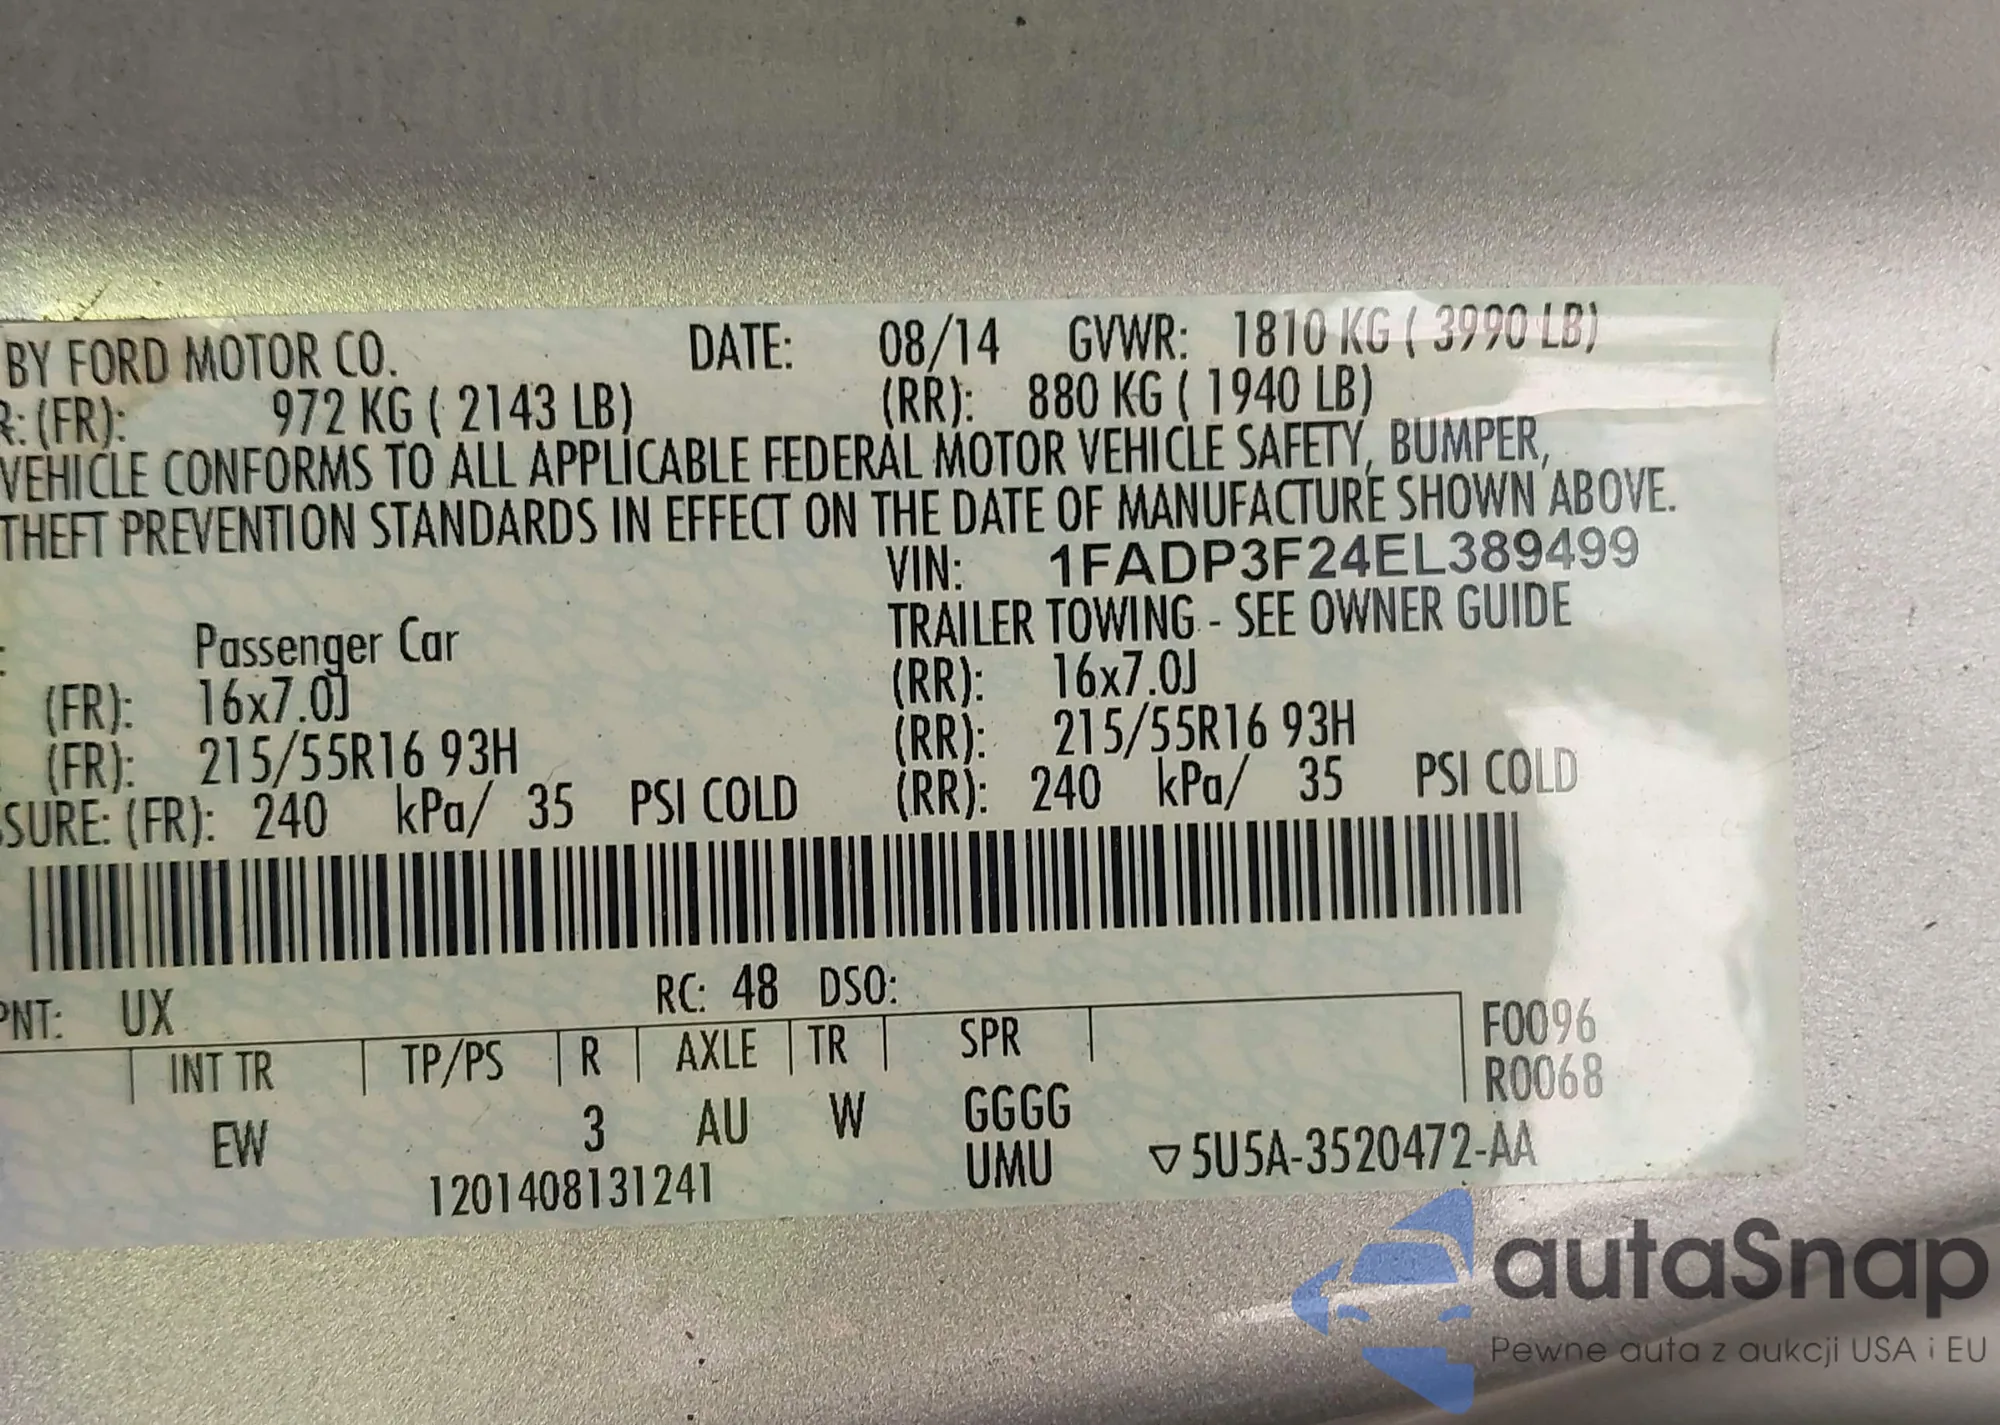 BY FORD MOTOR CO. DATE: 08/14 GVWR: 1810 KG ( 3990 LB)
R: (FR): 972 KG ( 2143 LB) (RR): 880 KG ( 1940 LB)
VEHICLE CONFORMS TO ALL APPLICABLE FEDERAL MOTOR VEHICLE SAFETY, BUMPER,
THEFT PREVENTION STANDARDS IN EFFECT ON THE DATE OF MANUFACTURE SHOWN ABOVE.
VIN: 1FADP3F24EL389499
: Passenger Car TRAILER TOWING - SEE OWNER GUIDE
(FR): 16x7.0J (RR): 16x7.0J
(FR): 215/55R16 93H (RR): 215/55R16 93H
SURE: (FR): 240 kPa/ 35 PSI COLD (RR): 240 kPa/ 35 PSI COLD
PNT: UX RC: 48 DSO:
INT TR TP/PS R AXLE TR SPR F0096
R0068
EW 3 AU W GGGG
1201408131241 UMU ▽5U5A-3520472-AA
autaSnap
Pewne auta z aukcji USA i EU